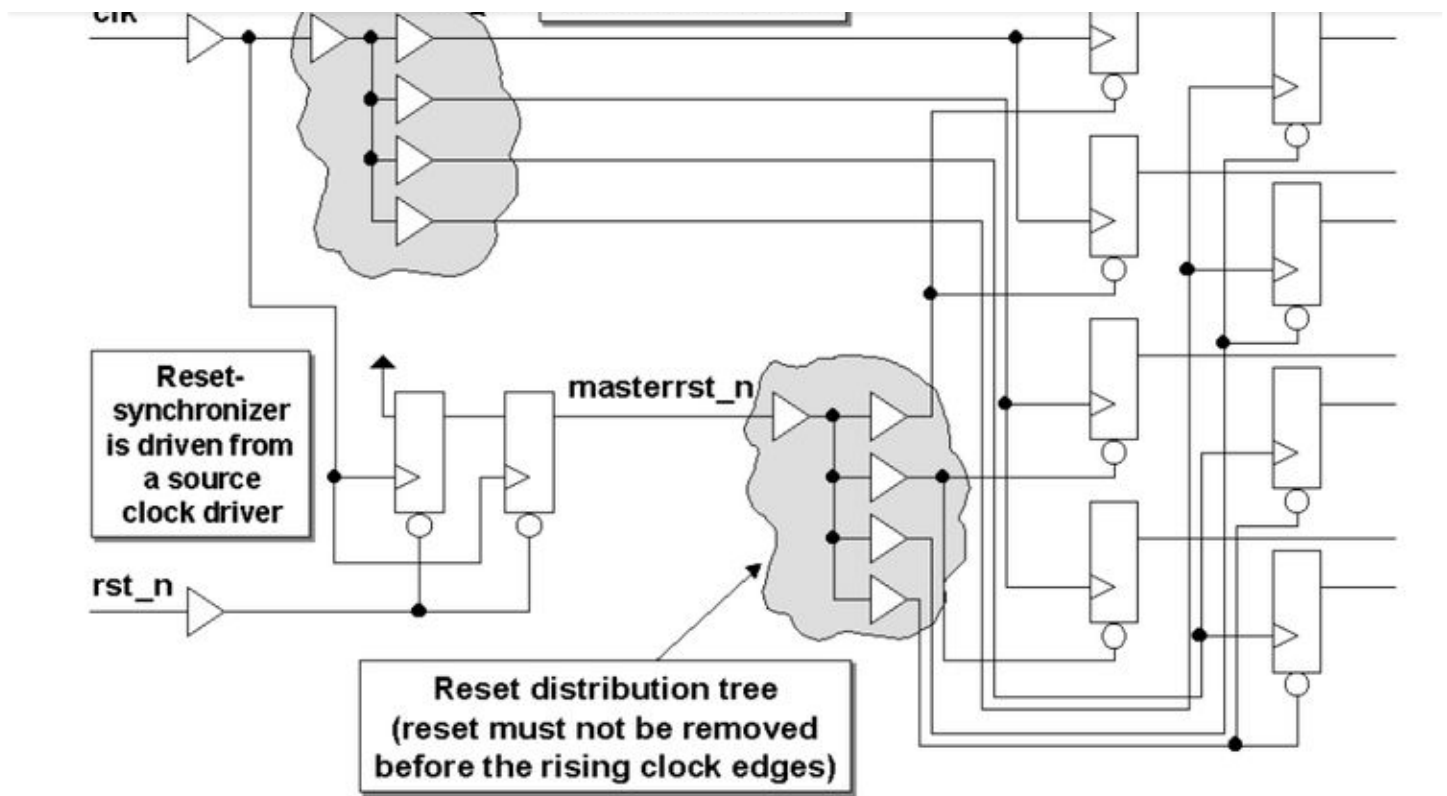 clk
Reset-
synchronizer
is driven from
a source
clock driver
masterrst_n
rst_n
Reset distribution tree
(reset must not be removed
before the rising clock edges)